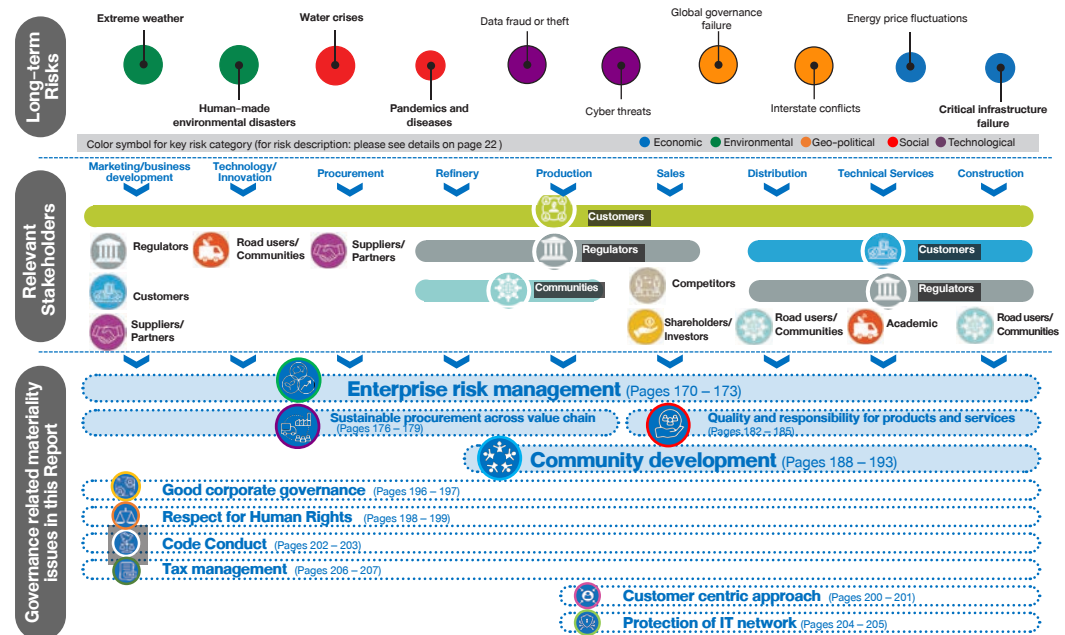 Long-term
Risks
Extreme weather
Water crises
Data fraud or theft
Global governance
failure
Energy price fluctuations
Human-made
environmental disasters
Pandemics and
diseases
Cyber threats
Interstate conflicts
Critical infrastructure
failure
Color symbol for key risk category (for risk description: please see details on page 22 )
Economic
Environmental
Geo-political
Social
Technological
Relevant
Stakeholders
Marketing/business
development
Technology/
Innovation
Procurement
Refinery
Production
Sales
Distribution
Technical Services
Construction
Customers
Regulators
Road users/
Communities
Suppliers/
Partners
Regulators
Customers
Customers
Communities
Competitors
Regulators
Suppliers/
Partners
Shareholders/
Investors
Road users/
Communities
Academic
Road users/
Communities
Governance related materiality
issues in this Report
Enterprise risk management (Pages 170 – 173)
Sustainable procurement across value chain
(Pages 176 – 179)
Quality and responsibility for products and services
(Pages 182 – 185)
Community development (Pages 188 – 193)
Good corporate governance (Pages 196 – 197)
Respect for Human Rights (Pages 198 – 199)
Code Conduct (Pages 202 – 203)
Tax management (Pages 206 – 207)
Customer centric approach (Pages 200 – 201)
Protection of IT network (Pages 204 – 205)